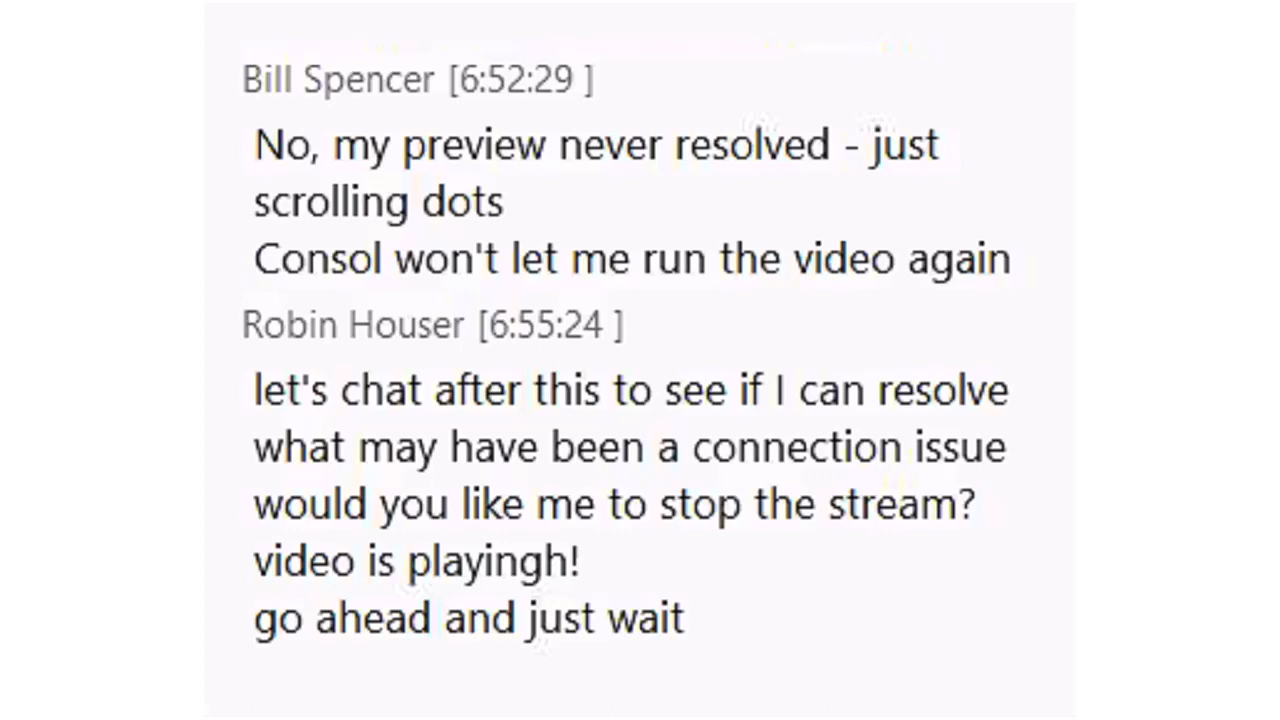 Bill Spencer [6:52:29 ]
No, my preview never resolved - just
scrolling dots
Consol won't let me run the video again
Robin Houser [6:55:24 ]
let's chat after this to see if I can resolve
what may have been a connection issue
would you like me to stop the stream?
video is playingh!
go ahead and just wait